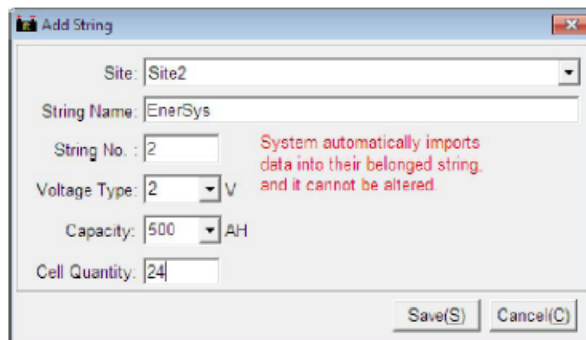 Add String
Site: Site2
String Name: EnerSys
String No. : 2
System automatically imports
data into their belonged string,
and it cannot be altered.
Voltage Type: 2 V
Capacity: 500 AH
Cell Quantity: 24
Save(S) Cancel(C)